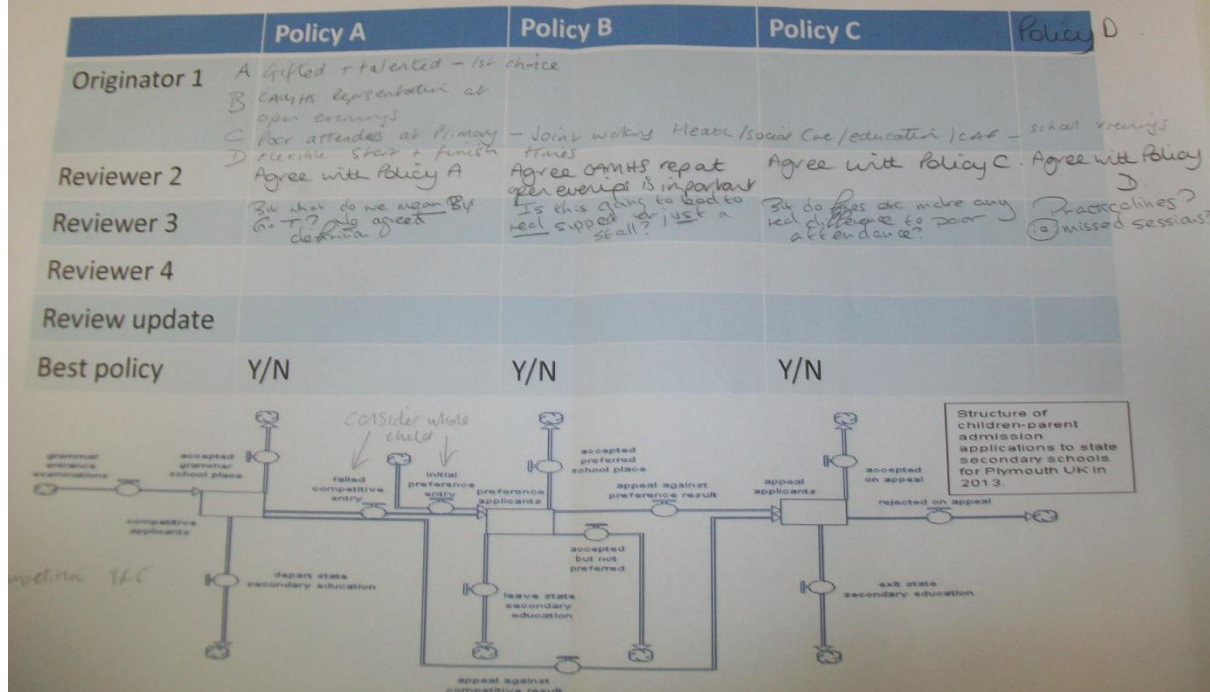 Policy A Policy B Policy C Policy D
Originator 1
A Gifted + talented - 1st choice
B CAMHS representation at
open evenings
C Poor attenders at Primary - Joint working Health/Social Care/education/CAF - school viewings
D Flexible Start + finish times
Reviewer 2
Agree with Policy A
Agree CAMHS rep at
open evenings is important
Agree with Policy C.
Agree with Policy
D.
Reviewer 3
But what do we mean By
G+T? No agreed
definition
Is this going to lead to
real support or just a
stall?
But do fines etc make any
real difference to poor
attendance?
Practicalities?
missed sessions?
Reviewer 4
Review update
Best policy Y/N Y/N Y/N
consider whole
child
Structure of
children-parent
admission
applications to state
secondary schools
for Plymouth UK in
2013.
grammar
entrance
examinations
accepted
grammar
school place
failed
competitive
entry
initial
preference
entry
preference
applicants
accepted
preferred
school place
appeal against
preference result
appeal
applicants
accepted
on appeal
rejected on appeal
competitive
applicants
accepted
but not
preferred
depart state
secondary education
leave state
secondary
education
exit state
secondary education
appeal against
competitive result